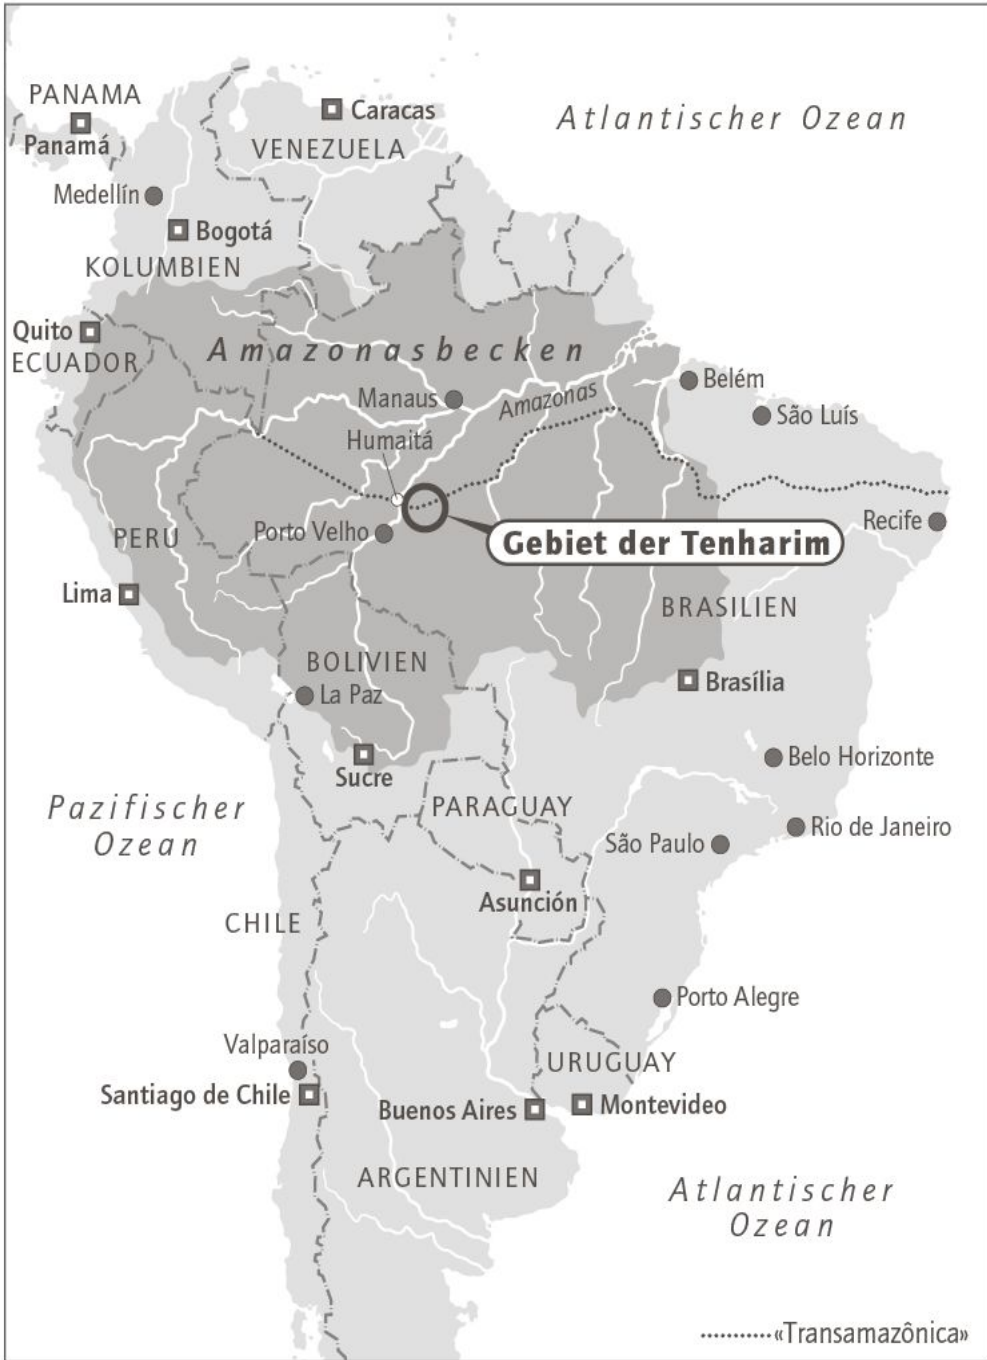 PANAMA
Panamá
Caracas
Atlantischer Ozean
VENEZUELA
Medellín
Bogotá
KOLUMBIEN
Quito
ECUADOR
Amazonasbecken
Manaus
Amazonas
Belém
São Luís
Humaitá
Porto Velho
Gebiet der Tenharim
Recife
PERU
Lima
BRASILIEN
BOLIVIEN
La Paz
Brasília
Sucre
Belo Horizonte
Pazifischer
Ozean
PARAGUAY
São Paulo
Rio de Janeiro
Asunción
CHILE
Porto Alegre
Valparaíso
URUGUAY
Santiago de Chile
Buenos Aires
Montevideo
ARGENTINIEN
Atlantischer
Ozean
«Transamazônica»